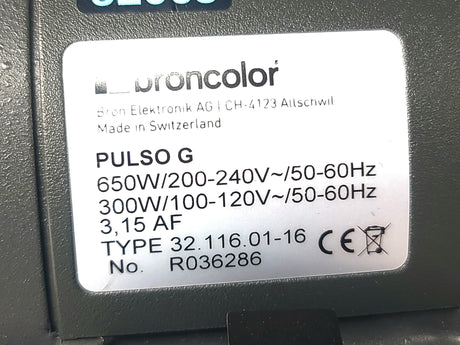 broncolor
Bron Elektronik AG | CH-4123 Allschwil
Made in Switzerland
PULSO G
650W/200-240V~/50-60Hz
300W/100-120V~/50-60Hz
3,15 AF
TYPE 32.116.01-16 CE
No. R036286